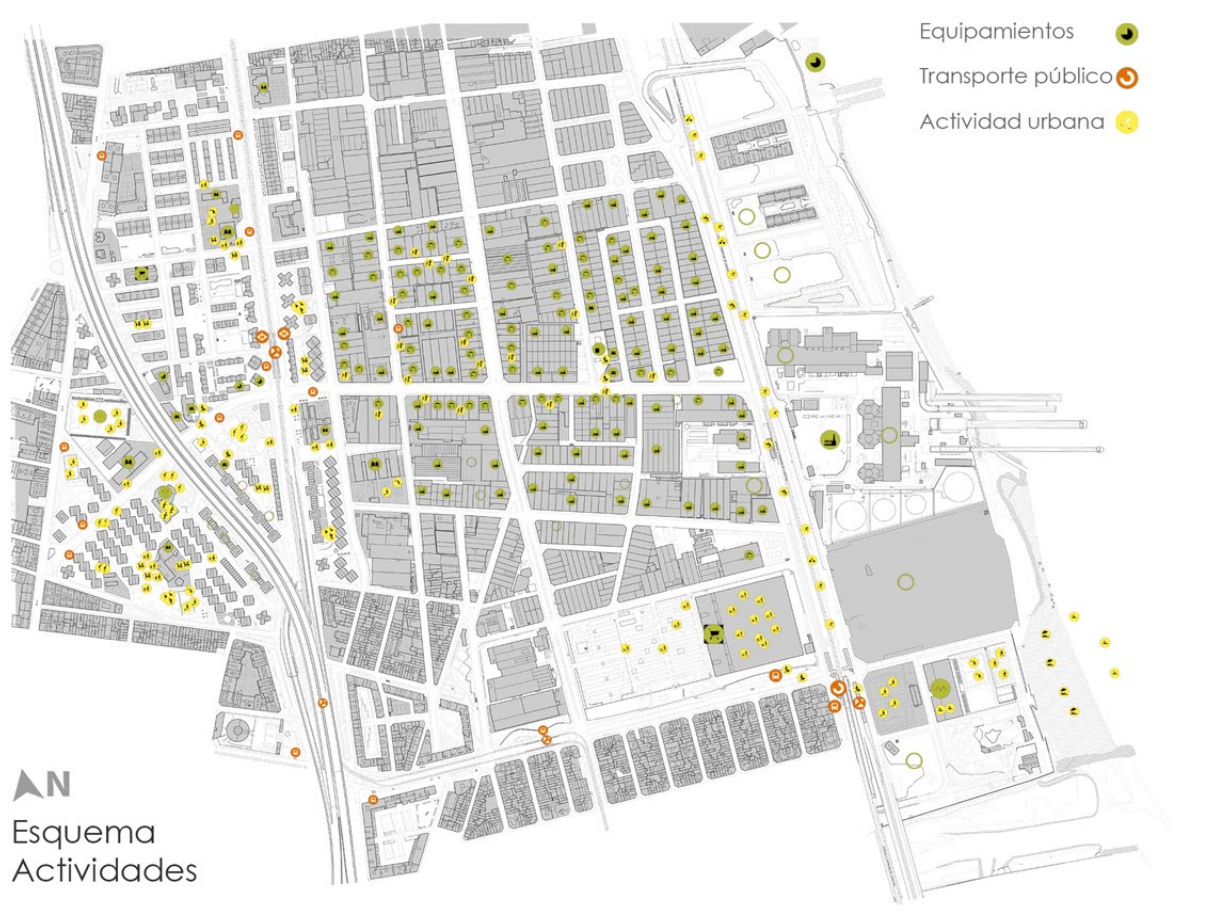 Equipamientos
Transporte público
Actividad urbana
N
Esquema
Actividades